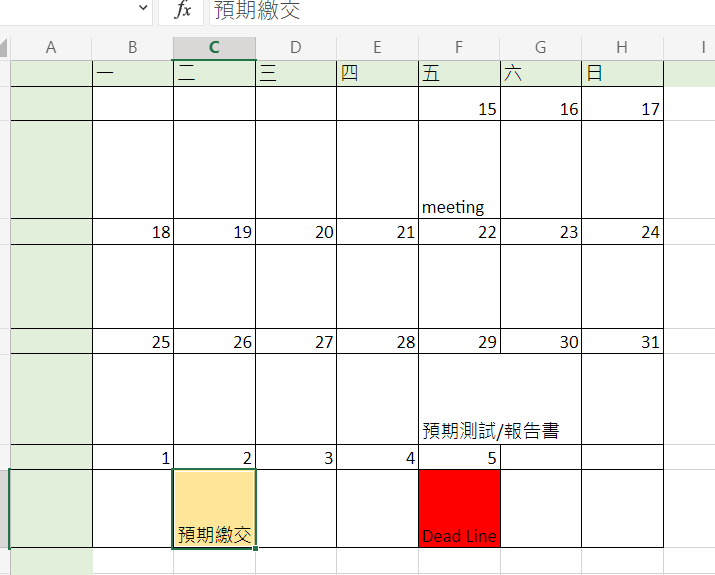 fx 預期繳交
A B C D E F G H I
一 二 三 四 五 六 日
15 16 17
meeting
18 19 20 21 22 23 24
25 26 27 28 29 30 31
預期測試/報告書
1 2 3 4 5
預期繳交 Dead Line